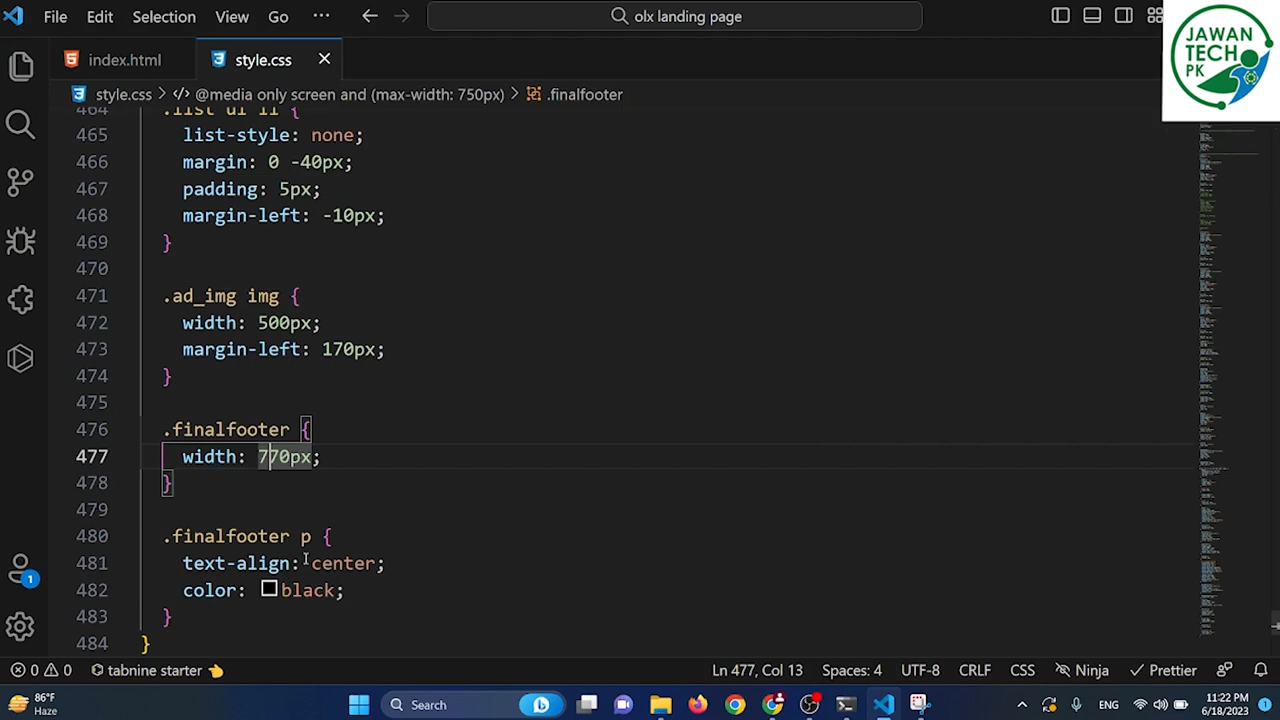 File Edit Selection View Go ··· olx landing page
JAWAN
TECH
PK
index.html style.css
style.css > @media only screen and (max-width: 750px) > .finalfooter
464 .list ul li {
465 list-style: none;
466 margin: 0 -40px;
467 padding: 5px;
468 margin-left: -10px;
469 }
470
471 .ad_img img {
472 width: 500px;
473 margin-left: 170px;
474 }
475
476 .finalfooter {
477 width: 770px;
478 }
479
480 .finalfooter p {
481 text-align: center;
482 color: black;
483 }
484 }
1
0 0 tabnine starter Ln 477, Col 13 Spaces: 4 UTF-8 CRLF CSS Ninja Prettier
86°F
Haze
Search
ENG
11:22 PM
6/18/2023
1